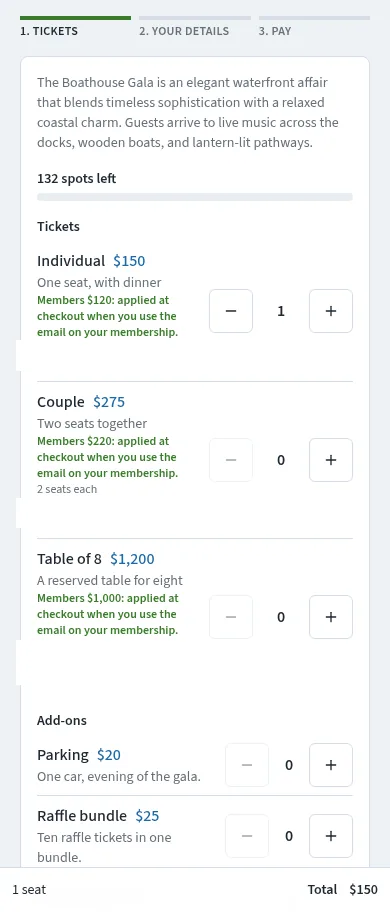 1. TICKETS
2. YOUR DETAILS
3. PAY
The Boathouse Gala is an elegant waterfront affair
that blends timeless sophistication with a relaxed
coastal charm. Guests arrive to live music across the
docks, wooden boats, and lantern-lit pathways.
132 spots left
Tickets
Individual $150
One seat, with dinner
Members $120: applied at
checkout when you use the
email on your membership.
− 1 +
Couple $275
Two seats together
Members $220: applied at
checkout when you use the
email on your membership.
2 seats each
− 0 +
Table of 8 $1,200
A reserved table for eight
Members $1,000: applied at
checkout when you use the
email on your membership.
− 0 +
Add-ons
Parking $20
One car, evening of the gala.
− 0 +
Raffle bundle $25
Ten raffle tickets in one
bundle.
− 0 +
1 seat
Total $150